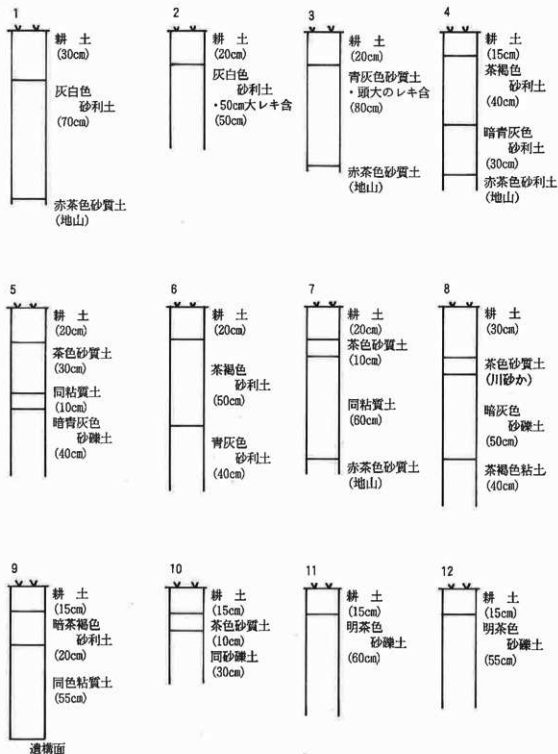 1
耕　土
(30cm)
灰白色
砂利土
(70cm)
赤茶色砂質土
(地山)
2
耕　土
(20cm)
灰白色
砂利土
・50cm大レキ含
(50cm)
3
耕　土
(20cm)
青灰色砂質土
・頭大のレキ含
(80cm)
赤茶色砂質土
(地山)
4
耕　土
(15cm)
茶褐色
砂利土
(40cm)
暗青灰色
砂利土
(30cm)
赤茶色砂利土
(地山)
5
耕　土
(20cm)
茶色砂質土
(30cm)
同粘質土
(10cm)
暗青灰色
砂礫土
(40cm)
6
耕　土
(20cm)
茶褐色
砂利土
(50cm)
青灰色
砂利土
(40cm)
7
耕　土
(20cm)
茶色砂質土
(10cm)
同粘質土
(60cm)
赤茶色砂質土
(地山)
8
耕　土
(30cm)
茶色砂質土
(川砂か)
暗灰色
砂礫土
(50cm)
茶褐色粘土
(40cm)
9
耕　土
(15cm)
暗茶褐色
砂利土
(20cm)
同色粘質土
(55cm)
遺構面
10
耕　土
(15cm)
茶色砂質土
(10cm)
同砂礫土
(30cm)
11
耕　土
(15cm)
明茶色
砂礫土
(60cm)
12
耕　土
(15cm)
明茶色
砂礫土
(55cm)